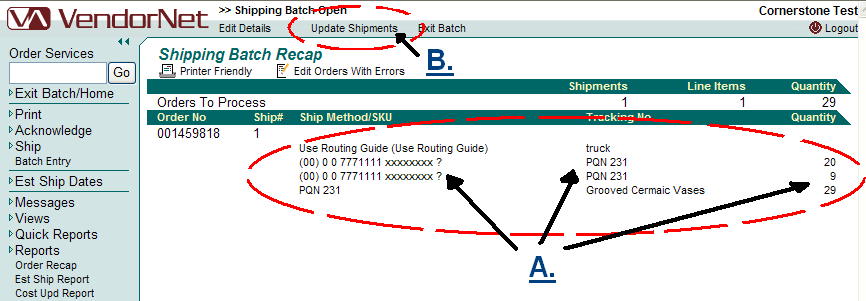 VA VendorNet
>> Shipping Batch Open
Cornerstone Test
Edit Details Update Shipments Exit Batch
Logout
Order Services
Go
Exit Batch/Home
Print
Acknowledge
Ship
Batch Entry
Est Ship Dates
Messages
Views
Quick Reports
Reports
Order Recap
Est Ship Report
Cost Upd Report
Shipping Batch Recap
Printer Friendly Edit Orders With Errors
B.
Shipments Line Items Quantity
Orders To Process 1 1 29
Order No Ship# Ship Method/SKU Tracking No Quantity
001459818 1
Use Routing Guide (Use Routing Guide) truck
(00) 0 0 7771111 xxxxxxxx ? PQN 231 20
(00) 0 0 7771111 xxxxxxxx ? PQN 231 9
PQN 231 Grooved Cermaic Vases 29
A.